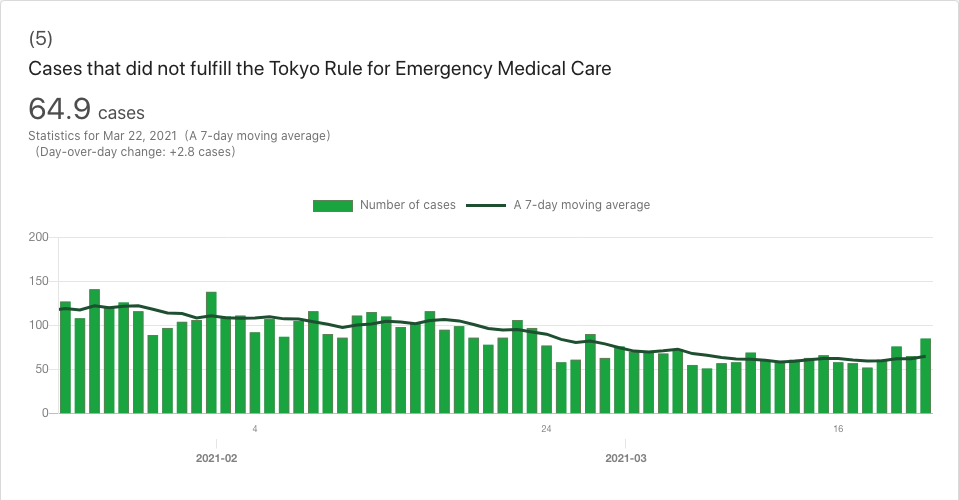 (5)
Cases that did not fulfill the Tokyo Rule for Emergency Medical Care
64.9 cases
Statistics for Mar 22, 2021 (A 7-day moving average)
(Day-over-day change: +2.8 cases)
Number of cases A 7-day moving average
200
150
100
50
0
4 24 16
2021-02 2021-03